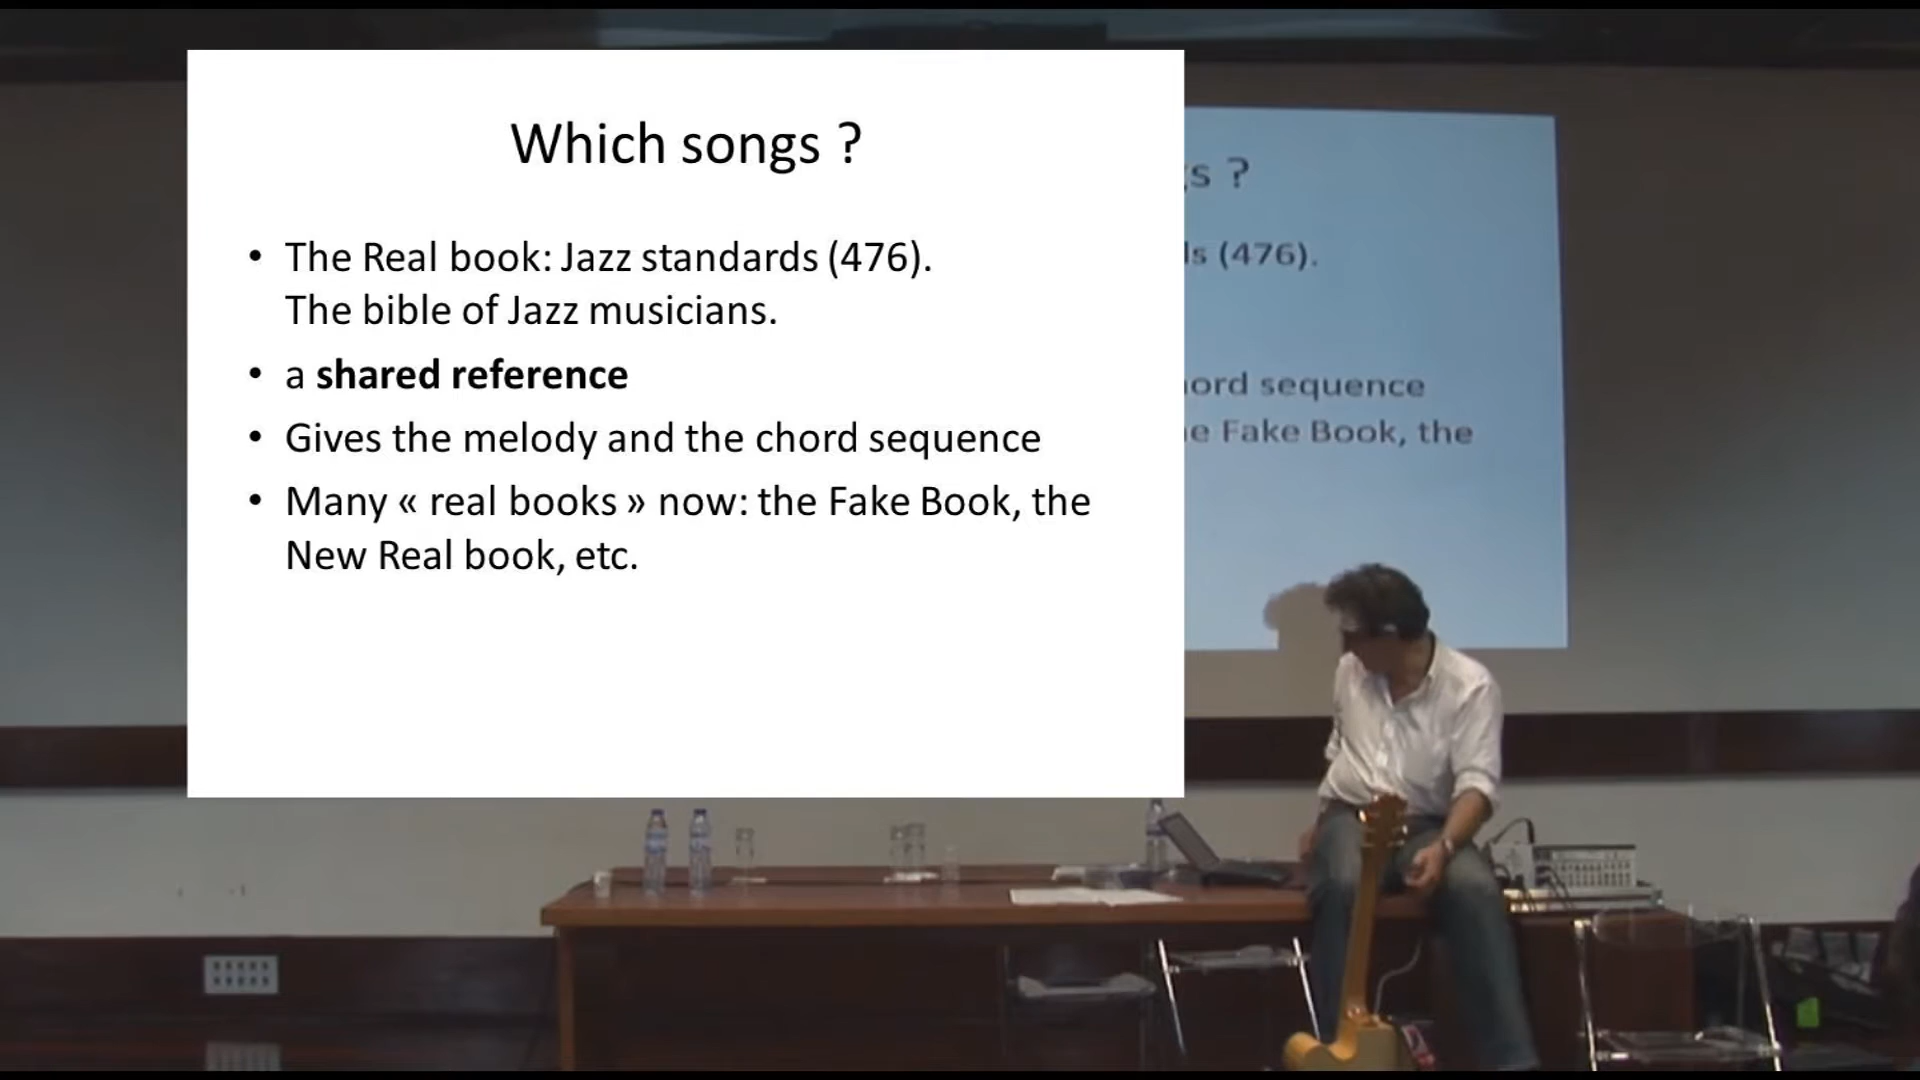 Which songs ?
• The Real book: Jazz standards (476).
The bible of Jazz musicians.
• a shared reference
• Gives the melody and the chord sequence
• Many « real books » now: the Fake Book, the
New Real book, etc.
s ?
ls (476).
ord sequence
e Fake Book, the